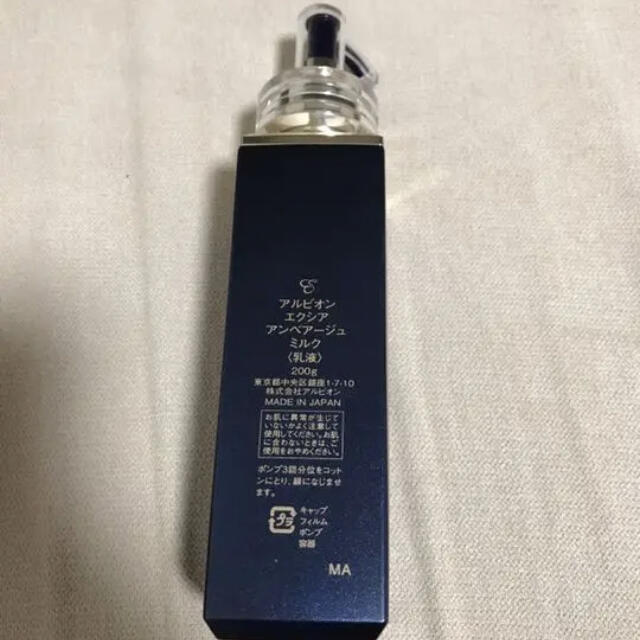 アルビオン
エクシア
アンベアージュ
ミルク
〈乳液〉
200g
東京都中央区銀座1-7-10
株式会社アルビオン
MADE IN JAPAN
お肌に異常が生じて
いないかよく注意して
使用してください。お肌
に合わないときは、ご
使用をおやめください。
ポンプ3回分位をコット
ンにとり、顔になじませ
ます。
プラ
キャップ
フィルム
ポンプ
容器
MA